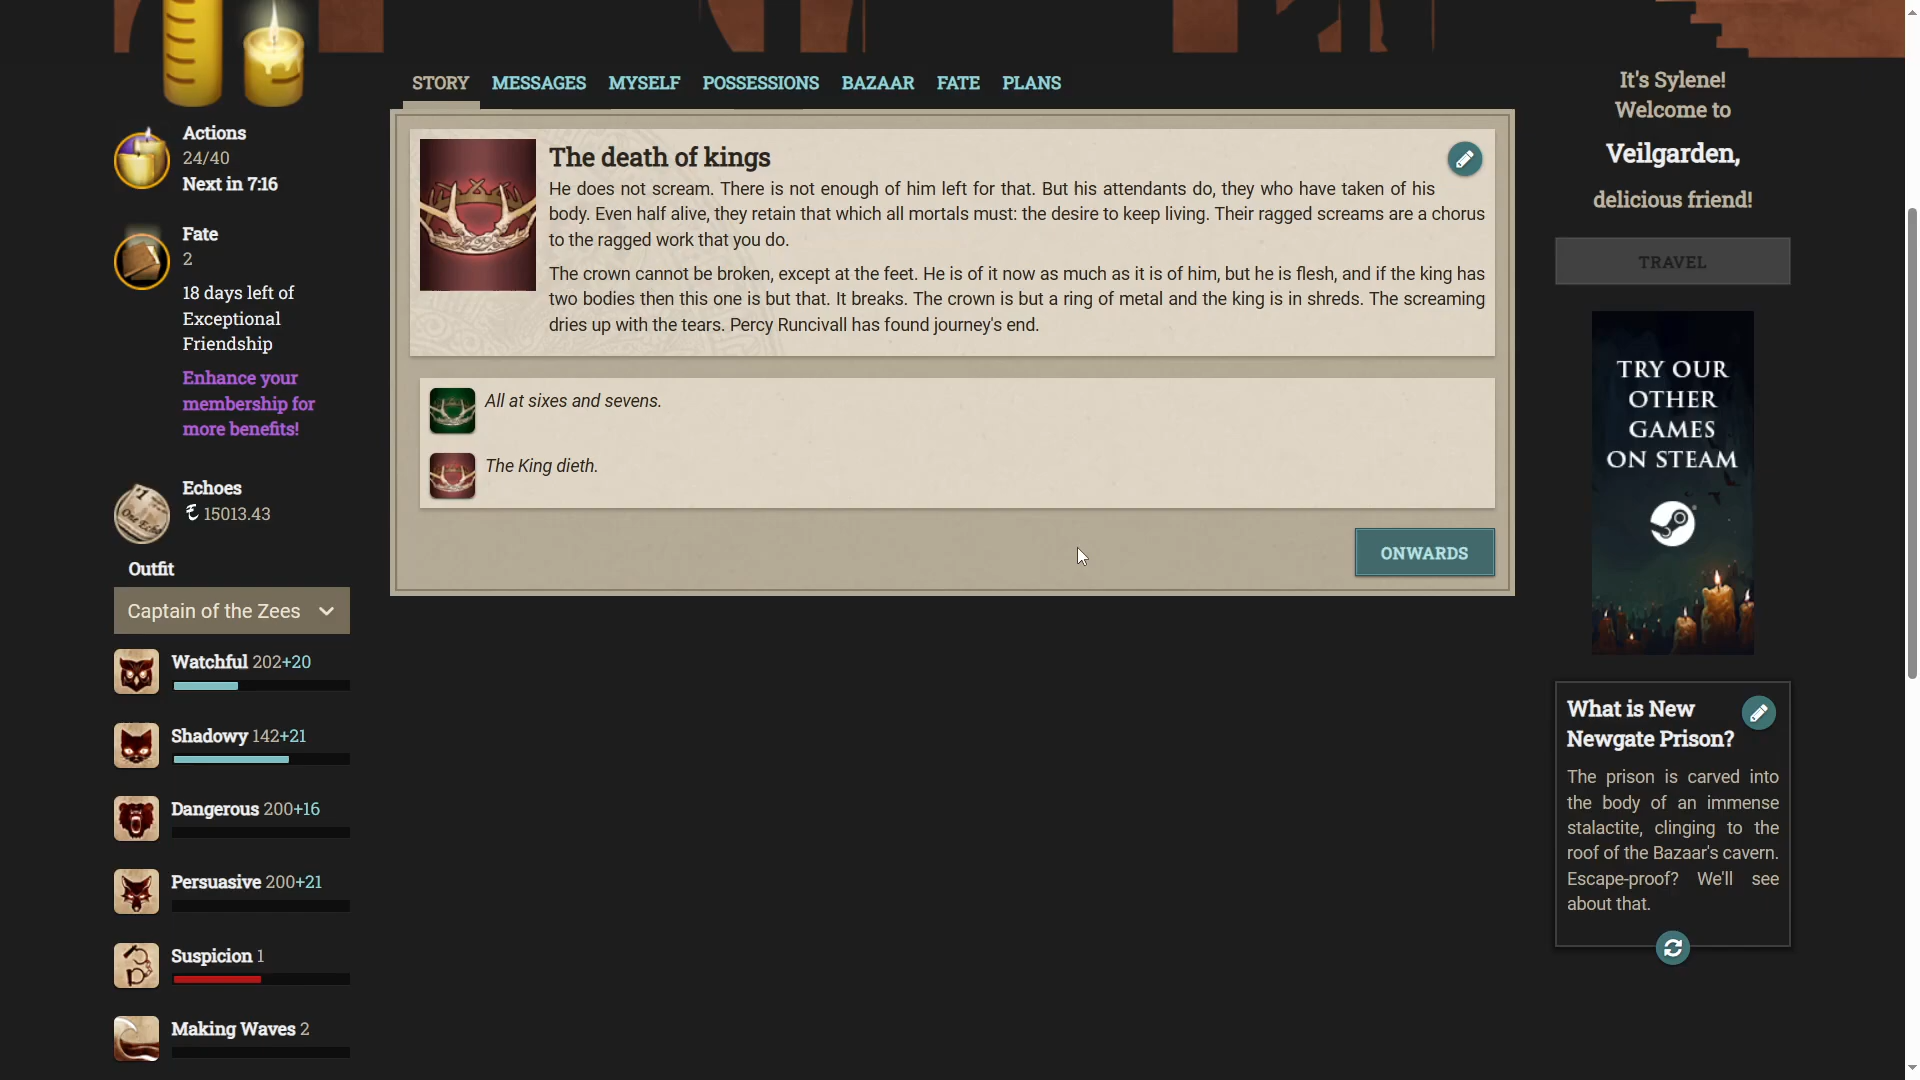 Actions
24/40
Next in 7:16
Fate
2
18 days left of
Exceptional
Friendship
Enhance your
membership for
more benefits!
Echoes
15013.43
Outfit
Captain of the Zees
Watchful 202+20
Shadowy 142+21
Dangerous 200+16
Persuasive 200+21
Suspicion 1
Making Waves 2
STORY MESSAGES MYSELF POSSESSIONS BAZAAR FATE PLANS
The death of kings
He does not scream. There is not enough of him left for that. But his attendants do, they who have taken of his
body. Even half alive, they retain that which all mortals must: the desire to keep living. Their ragged screams are a chorus
to the ragged work that you do.
The crown cannot be broken, except at the feet. He is of it now as much as it is of him, but he is flesh, and if the king has
two bodies then this one is but that. It breaks. The crown is but a ring of metal and the king is in shreds. The screaming
dries up with the tears. Percy Runcivall has found journey's end.
All at sixes and sevens.
The King dieth.
ONWARDS
It's Sylene!
Welcome to
Veilgarden,
delicious friend!
TRAVEL
TRY OUR
OTHER
GAMES
ON STEAM
What is New
Newgate Prison?
The prison is carved into
the body of an immense
stalactite, clinging to the
roof of the Bazaar's cavern.
Escape-proof? We'll see
about that.